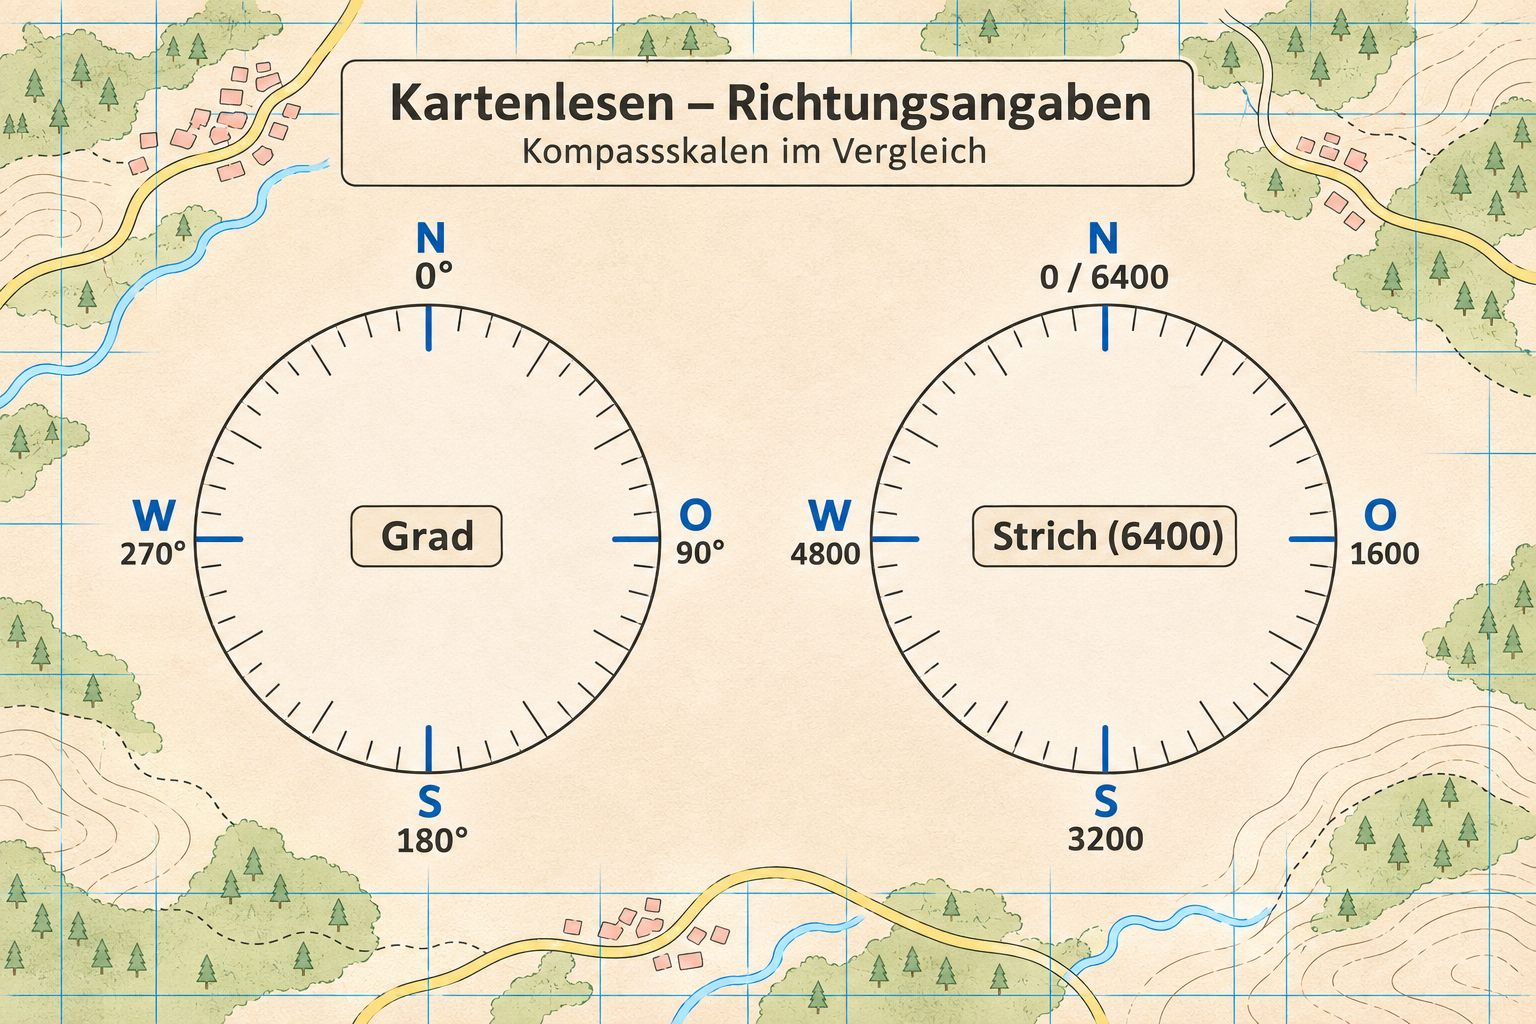 Kartenlesen – Richtungsangaben
Kompassskalen im Vergleich
N
0°
W
270°
Grad
O
90°
S
180°
N
0 / 6400
W
4800
Strich (6400)
O
1600
S
3200